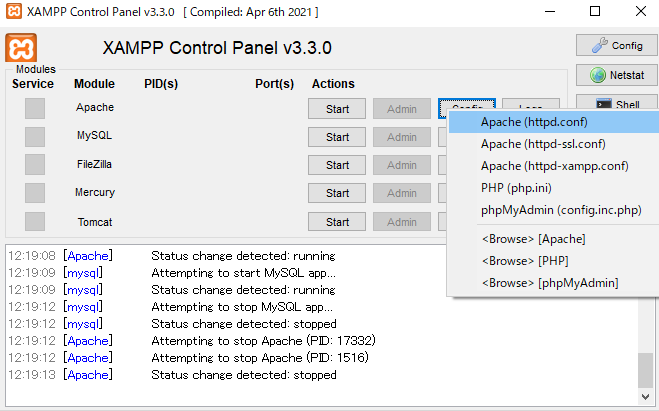 XAMPP Control Panel v3.3.0 [ Compiled: Apr 6th 2021 ]
XAMPP Control Panel v3.3.0
Config
Netstat
Shell
Modules
Service Module PID(s) Port(s) Actions
Apache Start Admin Config Logs
MySQL Start Admin
FileZilla Start Admin
Mercury Start Admin
Tomcat Start Admin
Apache (httpd.conf)
Apache (httpd-ssl.conf)
Apache (httpd-xampp.conf)
PHP (php.ini)
phpMyAdmin (config.inc.php)
<Browse> [Apache]
<Browse> [PHP]
<Browse> [phpMyAdmin]
12:19:08 [Apache] Status change detected: running
12:19:09 [mysql] Attempting to start MySQL app...
12:19:09 [mysql] Status change detected: running
12:19:12 [mysql] Attempting to stop MySQL app...
12:19:12 [mysql] Status change detected: stopped
12:19:12 [Apache] Attempting to stop Apache (PID: 17332)
12:19:12 [Apache] Attempting to stop Apache (PID: 1516)
12:19:13 [Apache] Status change detected: stopped